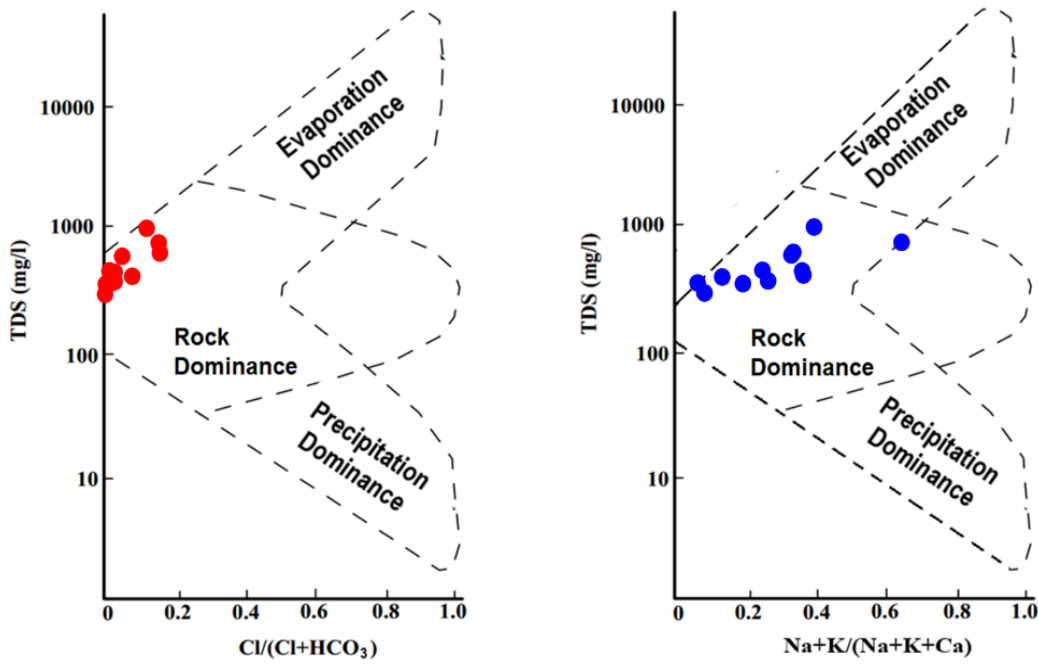 10000
1000
100
10
TDS (mg/l)
Evaporation
Dominance
Rock
Dominance
Precipitation
Dominance
0 0.2 0.4 0.6 0.8 1.0
Cl/(Cl+HCO₃)
10000
1000
100
10
TDS (mg/l)
Evaporation
Dominance
Rock
Dominance
Precipitation
Dominance
0 0.2 0.4 0.6 0.8 1.0
Na+K/(Na+K+Ca)